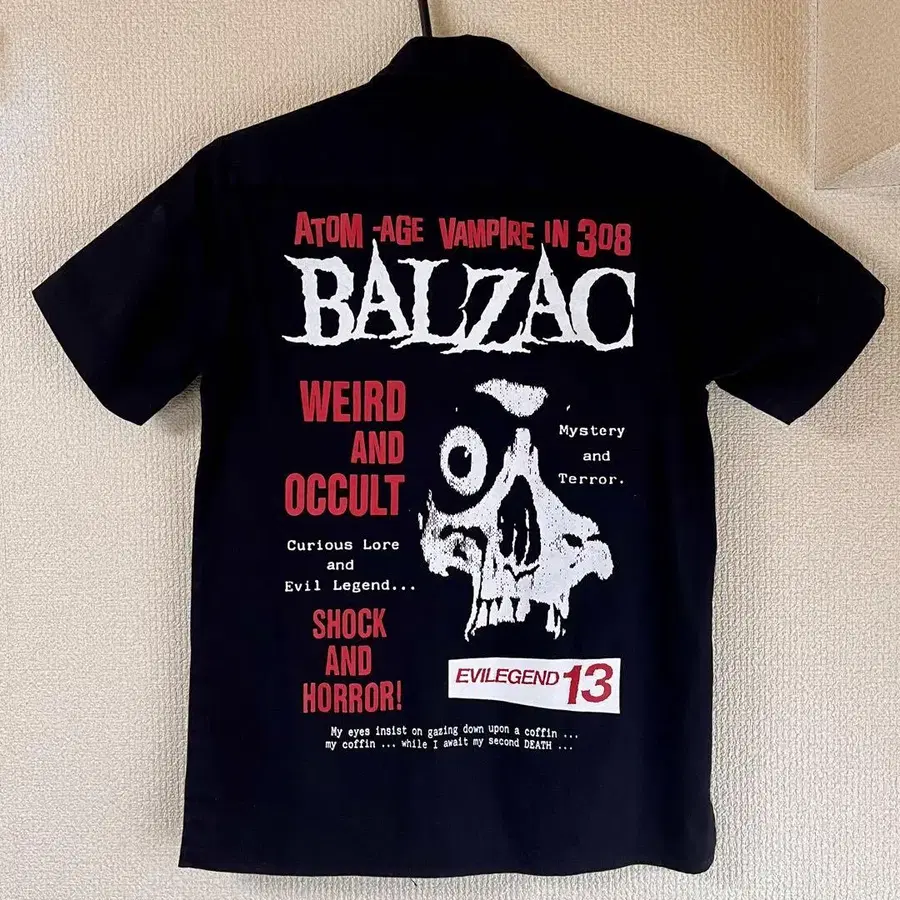 ATOM-AGE VAMPIRE IN 308
BALZAC
WEIRD
AND
OCCULT
Mystery
and
Terror.
Curious Lore
and
Evil Legend...
SHOCK
AND
HORROR!
EVILEGEND 13
My eyes insist on gazing down upon a coffin ...
my coffin ... while I await my second DEATH ...